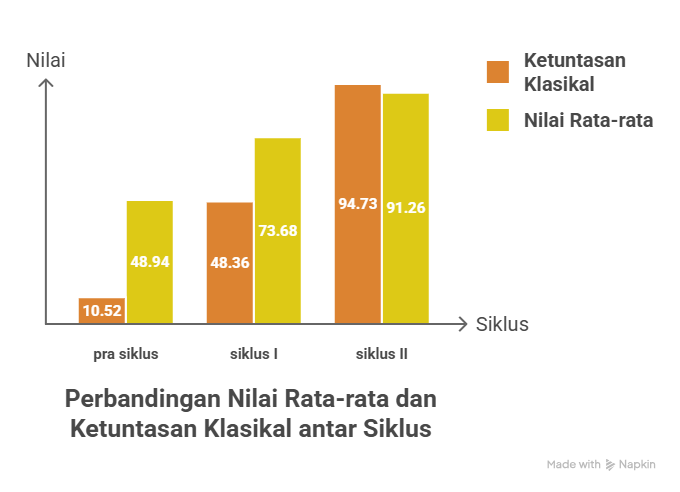 Nilai
Ketuntasan
Klasikal
Nilai Rata-rata
94.73
91.26
73.68
48.94
48.36
10.52
Siklus
pra siklus
siklus I
siklus II
Perbandingan Nilai Rata-rata dan
Ketuntasan Klasikal antar Siklus
Made with Napkin